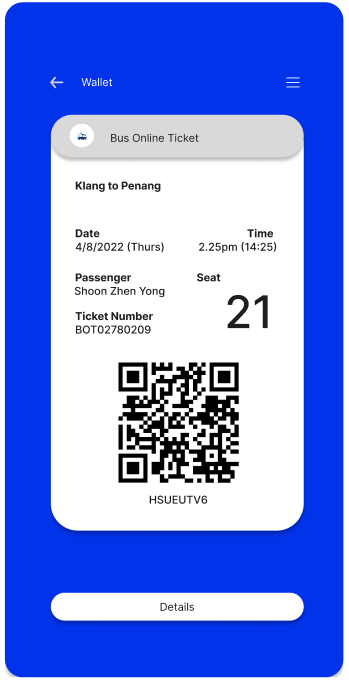 Wallet
Bus Online Ticket
Klang to Penang
Date Time
4/8/2022 (Thurs) 2.25pm (14:25)
Passenger Seat
Shoon Zhen Yong
21
Ticket Number
BOT02780209
HSUEUTV6
Details